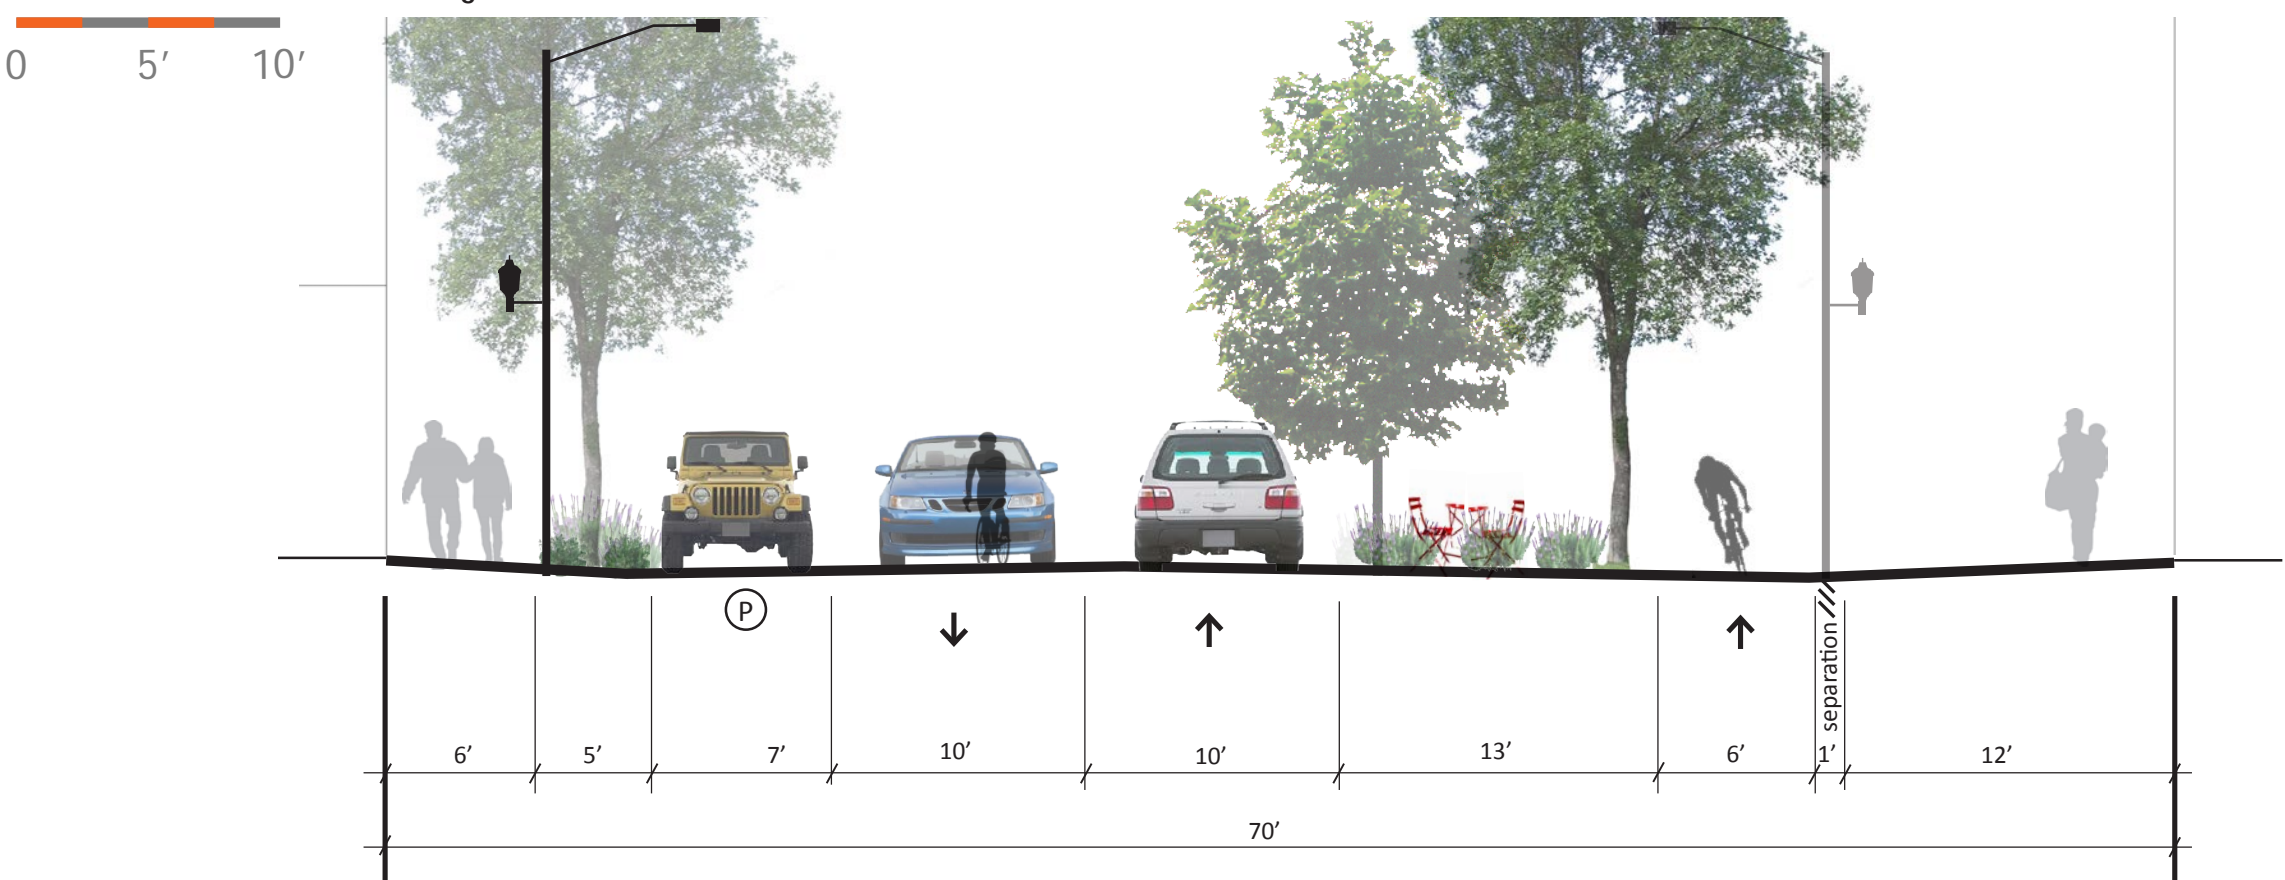 0 5’ 10’
P
separation
6’ 5’ 7’ 10’ 10’ 13’ 6’ 1’ 12’
70’